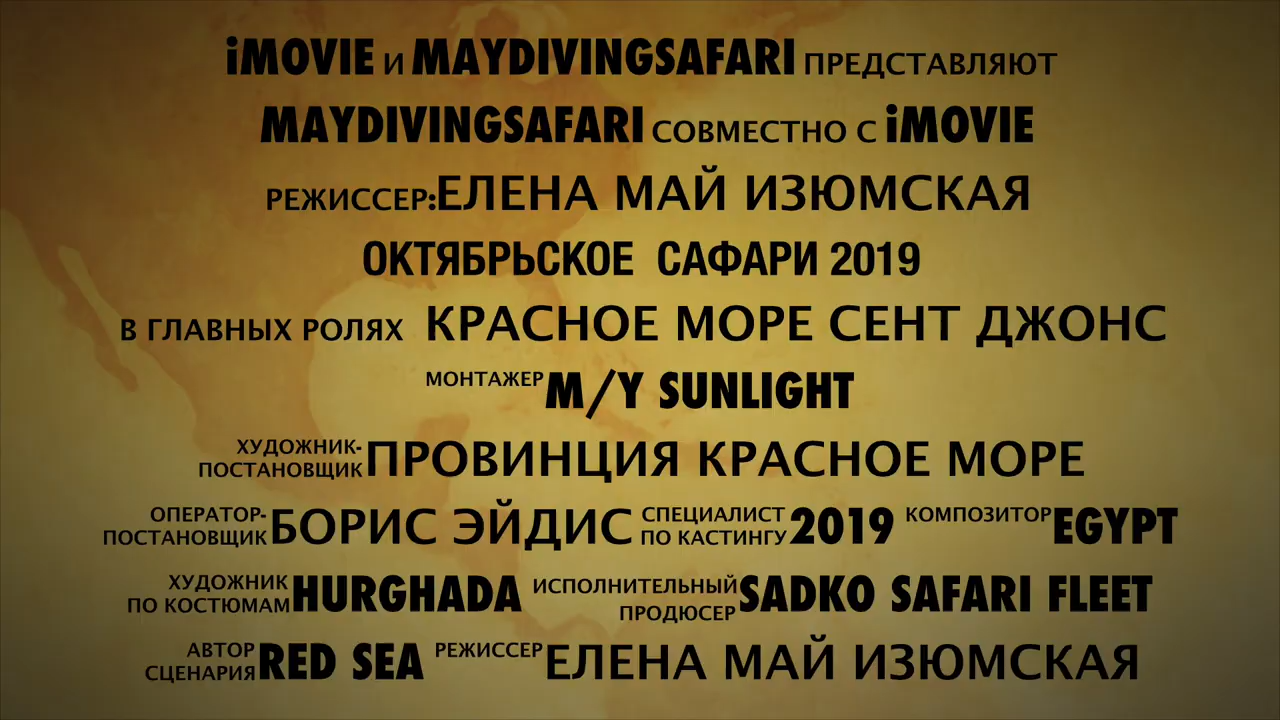 iMOVIE И MAYDIVINGSAFARI ПРЕДСТАВЛЯЮТ
MAYDIVINGSAFARI СОВМЕСТНО С iMOVIE
РЕЖИССЕР:ЕЛЕНА МАЙ ИЗЮМСКАЯ
ОКТЯБРЬСКОЕ САФАРИ 2019
В ГЛАВНЫХ РОЛЯХ КРАСНОЕ МОРЕ СЕНТ ДЖОНС
МОНТАЖЕР M/Y SUNLIGHT
ХУДОЖНИК-
ПОСТАНОВЩИК ПРОВИНЦИЯ КРАСНОЕ МОРЕ
ОПЕРАТОР-
ПОСТАНОВЩИК БОРИС ЭЙДИС СПЕЦИАЛИСТ
ПО КАСТИНГУ 2019 КОМПОЗИТОР EGYPT
ХУДОЖНИК
ПО КОСТЮМАМ HURGHADA ИСПОЛНИТЕЛЬНЫЙ
ПРОДЮСЕР SADKO SAFARI FLEET
АВТОР
СЦЕНАРИЯ RED SEA РЕЖИССЕР ЕЛЕНА МАЙ ИЗЮМСКАЯ